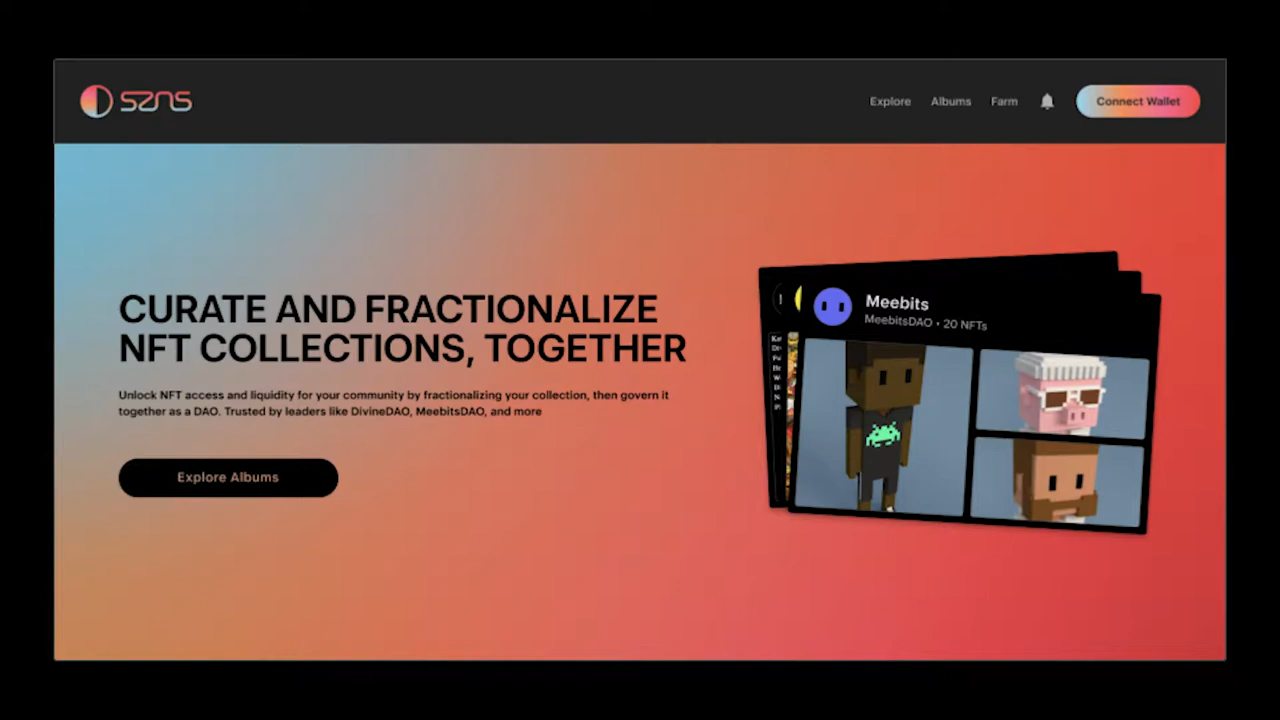 SZNS
Explore
Albums
Farm
Connect Wallet
CURATE AND FRACTIONALIZE
NFT COLLECTIONS, TOGETHER
Unlock NFT access and liquidity for your community by fractionalizing your collection, then govern it
together as a DAO. Trusted by leaders like DivineDAO, MeebitsDAO, and more
Explore Albums
Meebits
MeebitsDAO • 20 NFTs